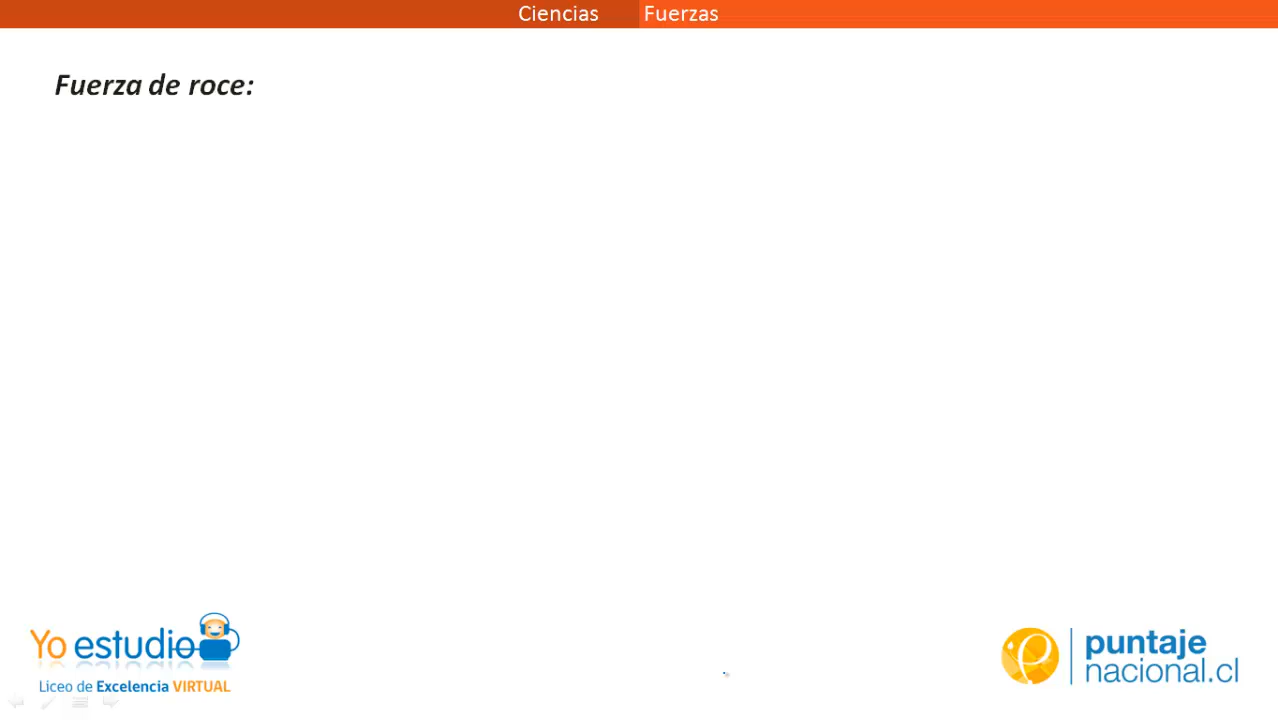 Ciencias Fuerzas
Fuerza de roce:
Yo estudio
Liceo de Excelencia VIRTUAL
puntaje
nacional.cl